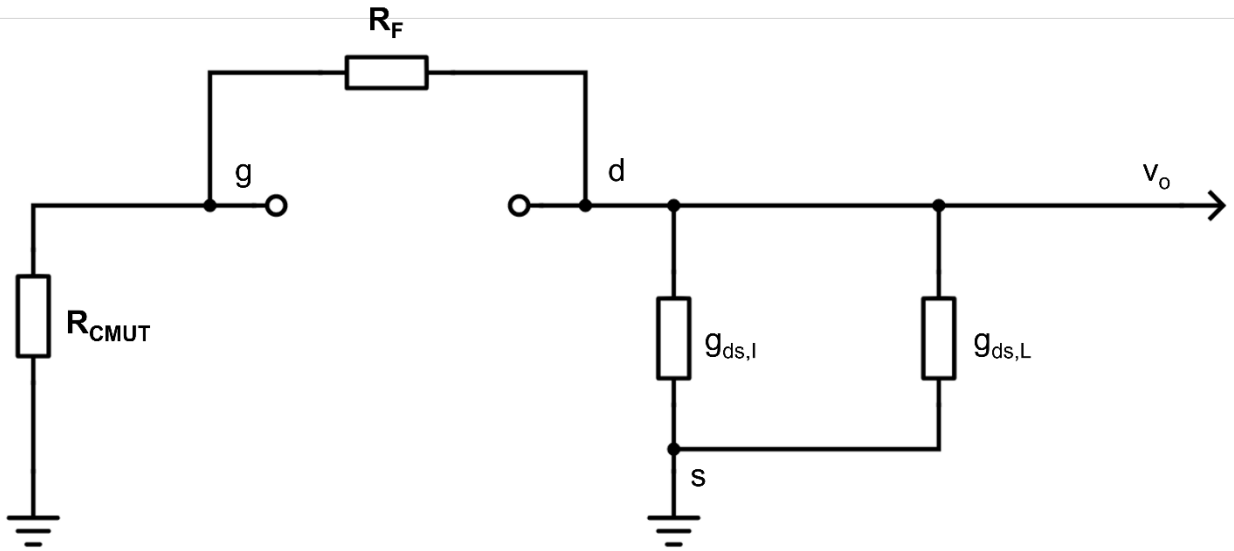 R_F
g
d
v_o
R_CMUT
g_ds,I
g_ds,L
s